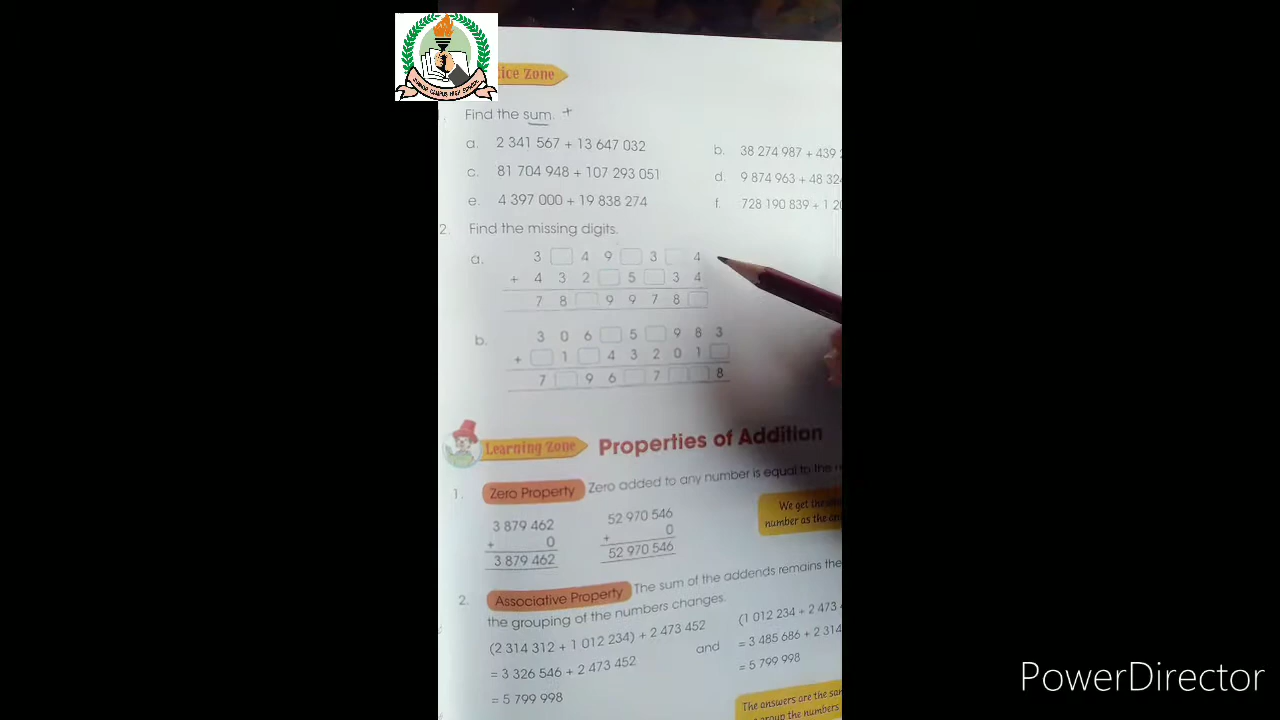 ice Zone
Find the sum. +
a. 2 341 567 + 13 647 032
b. 38 274 987 + 439
c. 81 704 948 + 107 293 051
d. 9 874 963 + 48 32
e. 4 397 000 + 19 838 274
f. 728 190 839 + 1 2
2. Find the missing digits.
a. 3 □ 4 9 □ 3 □ 4
+ 4 3 2 □ 5 □ 3 4
7 8 □ 9 9 7 8 □
b. 3 0 6 □ 5 □ 9 8 3
+ □ 1 □ 4 3 2 0 1 □
7 □ 9 6 □ 7 □ □ 8
Learning Zone Properties of Addition
1. Zero Property Zero added to any number is equal to the
We get the
number as the
3 879 462
+ 0
3 879 462
52 970 546
+ 0
52 970 546
2. Associative Property The sum of the addends remains the
the grouping of the numbers changes.
(2 314 312 + 1 012 234) + 2 473 452
= 3 326 546 + 2 473 452
= 5 799 998
and
(1 012 234 + 2 473
= 3 485 686 + 2 314
= 5 799 998
The answers are the
the numbers
PowerDirector